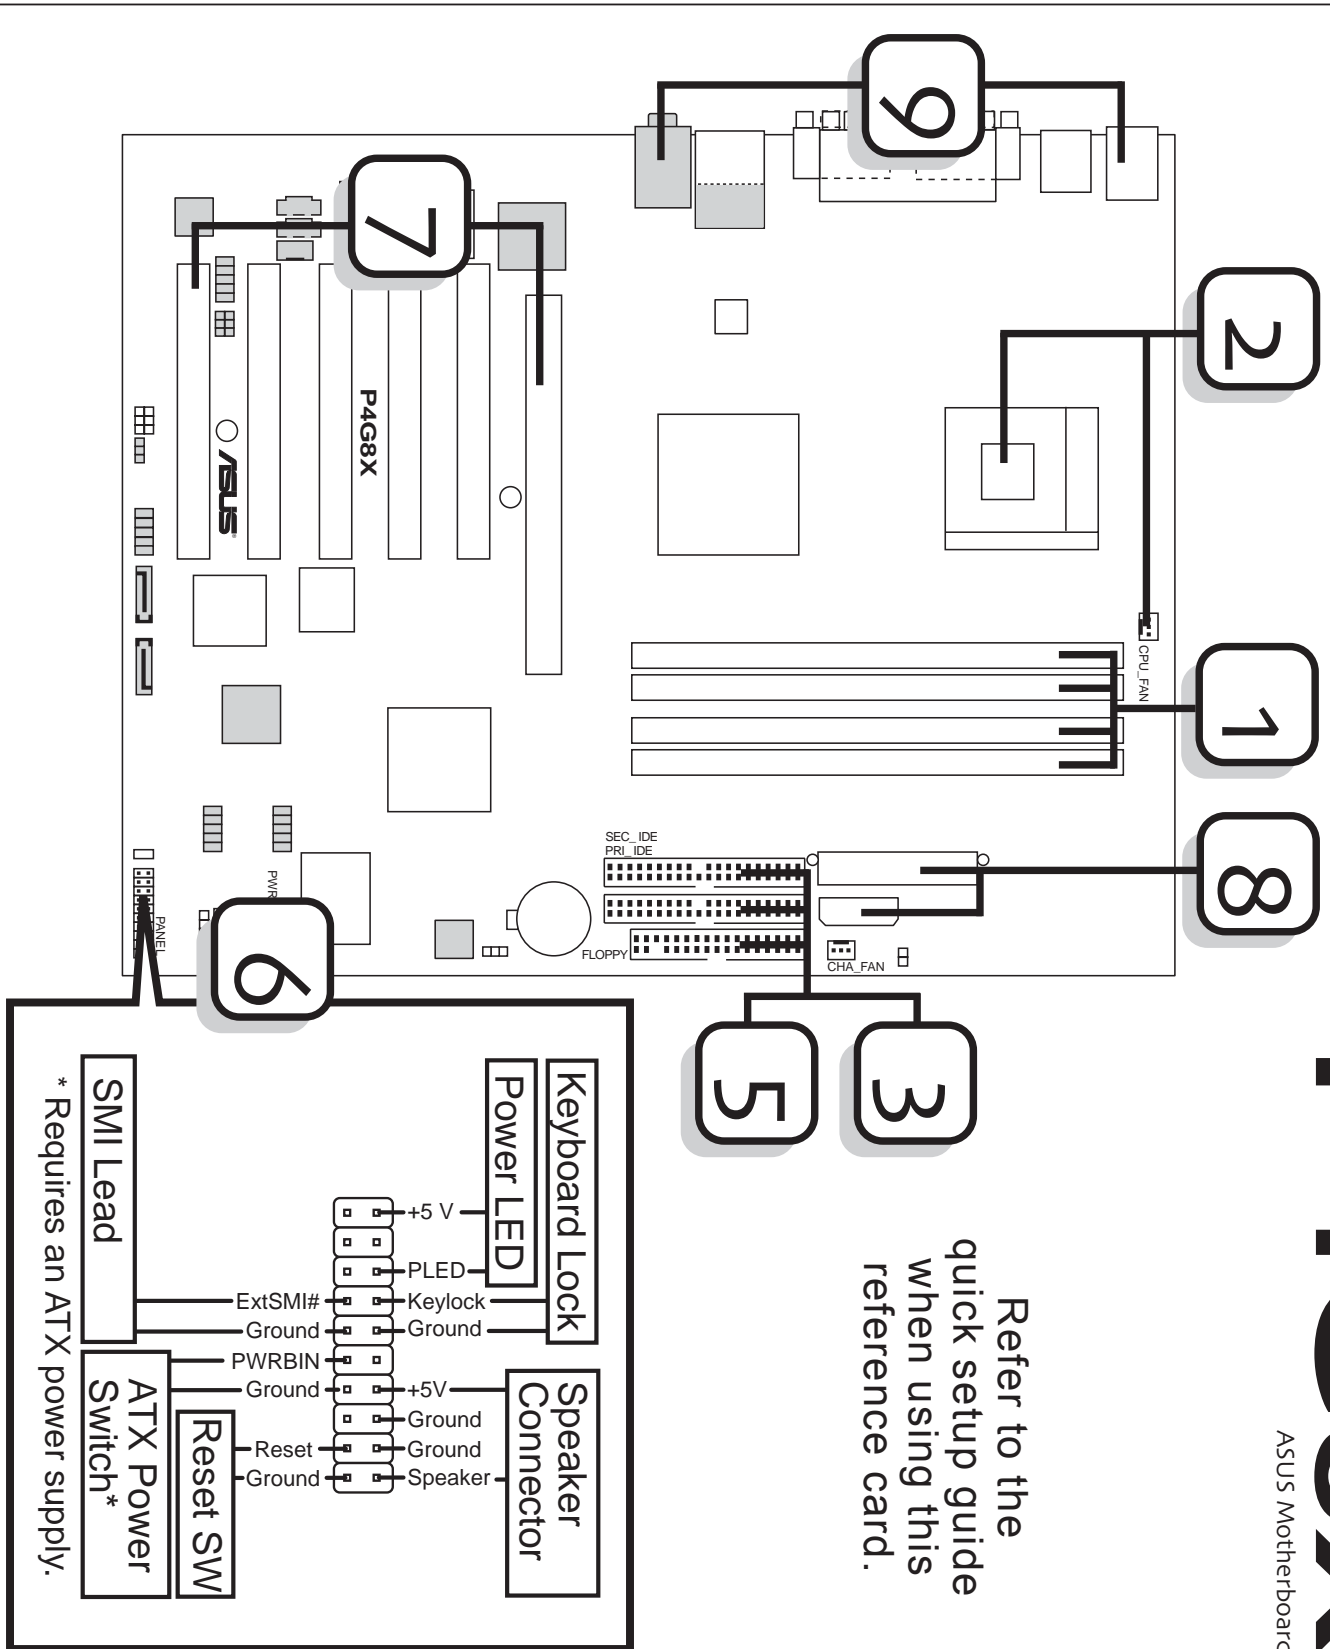 9
7
2
P4G8X
ASUS
CPU_FAN
1
8
SEC_IDE
PRI_IDE
FLOPPY
CHA_FAN
PWR
PANEL
6
5
3
Refer to the
quick setup guide
when using this
reference card.
ASUS Motherboard
Keyboard Lock
Power LED
SMI Lead
* Requires an ATX power supply.
+5 V
PLED
ExtSMI#
Keylock
Ground
Ground
PWRBIN
Ground
+5V
Ground
Reset
Ground
Ground
Speaker
Speaker
Connector
ATX Power
Switch*
Reset SW